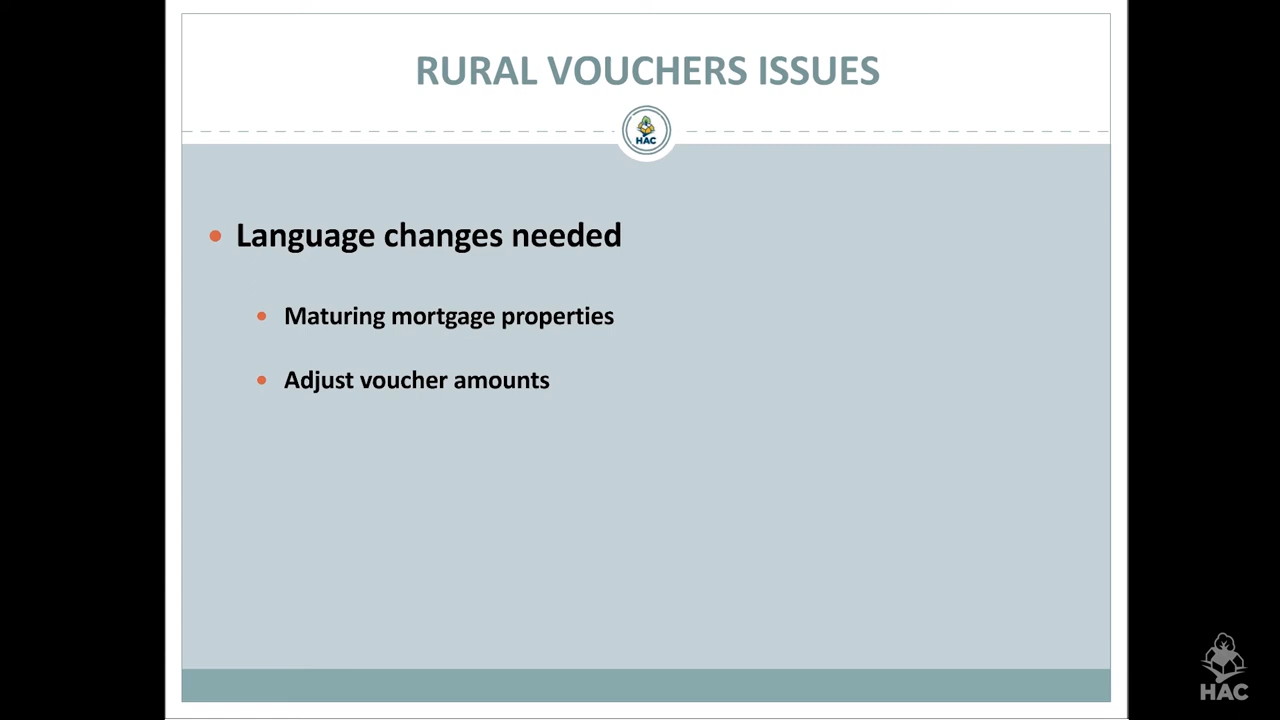 RURAL VOUCHERS ISSUES
HAC
Language changes needed
Maturing mortgage properties
Adjust voucher amounts
HAC